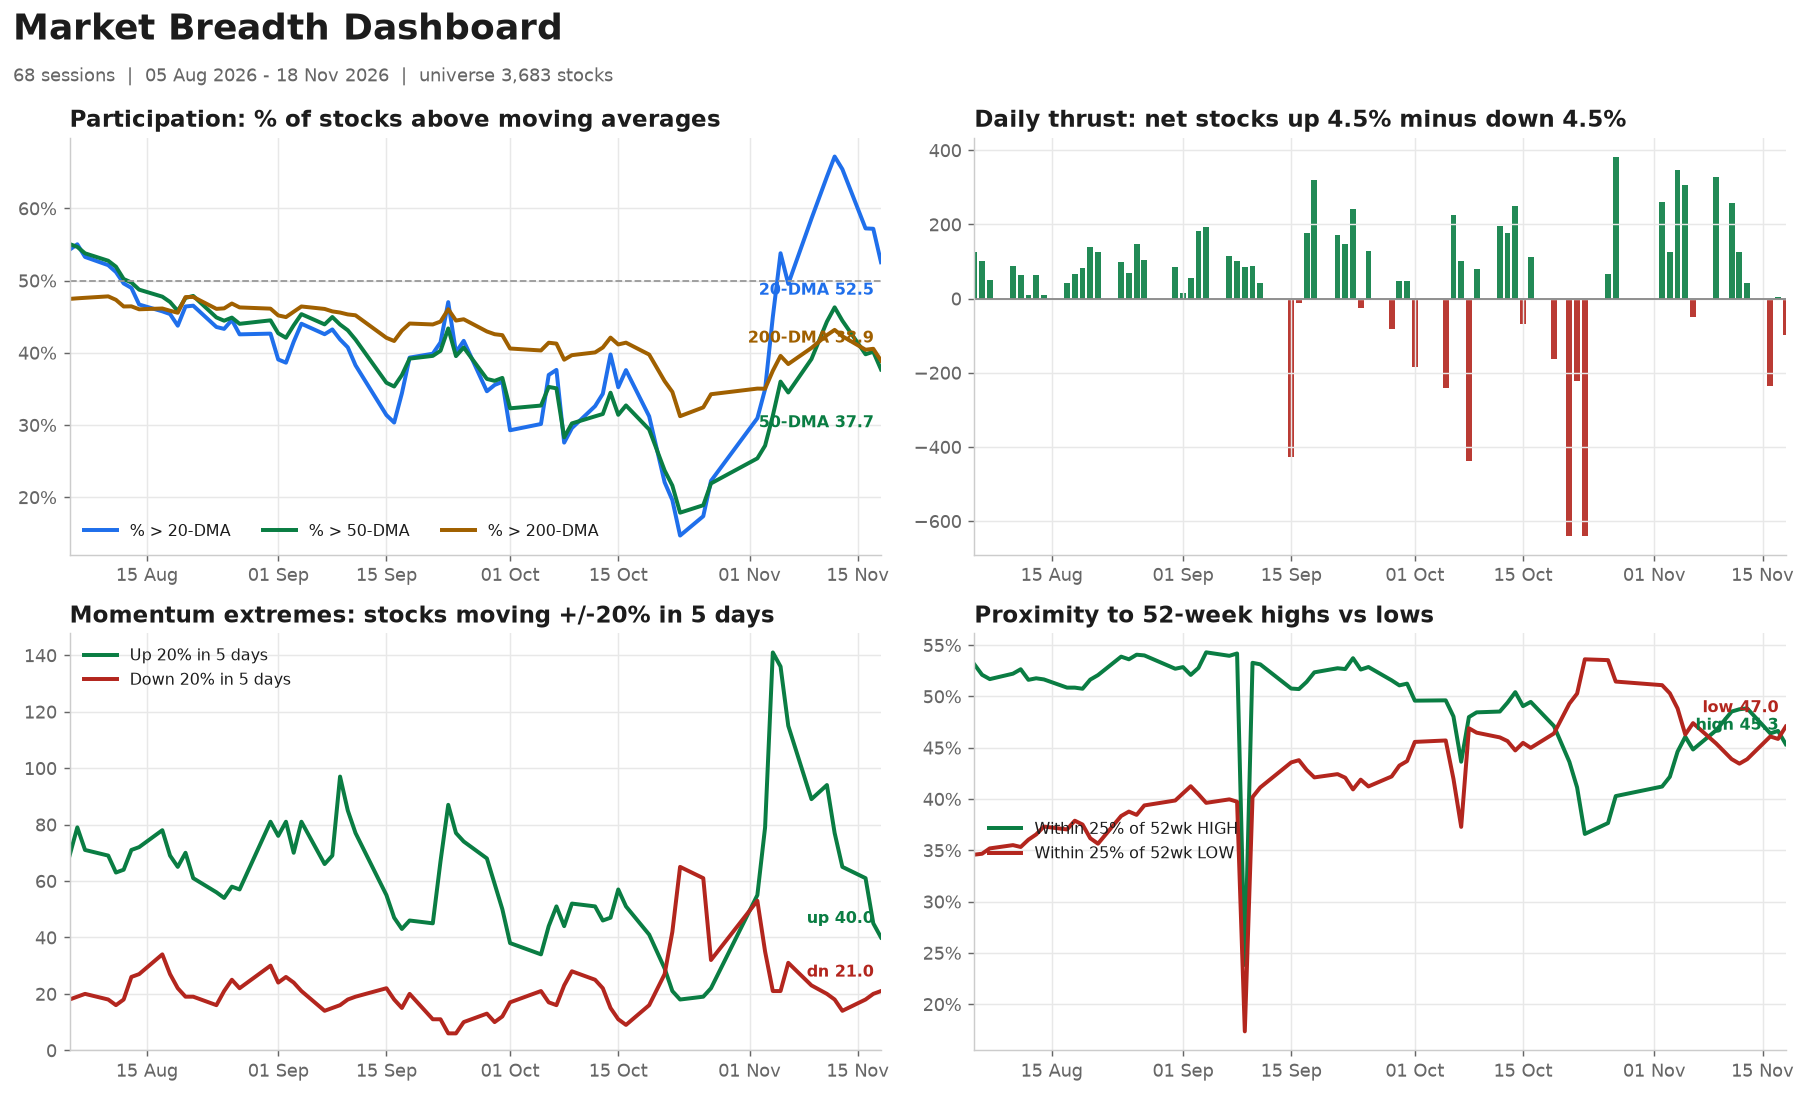 Market Breadth Dashboard
68 sessions | 05 Aug 2026 - 18 Nov 2026 | universe 3,683 stocks
Participation: % of stocks above moving averages
60%
50%
40%
30%
20%
20-DMA 52.5
200-DMA 38.9
50-DMA 37.7
% > 20-DMA
% > 50-DMA
% > 200-DMA
15 Aug
01 Sep
15 Sep
01 Oct
15 Oct
01 Nov
15 Nov
Daily thrust: net stocks up 4.5% minus down 4.5%
400
200
0
−200
−400
−600
15 Aug
01 Sep
15 Sep
01 Oct
15 Oct
01 Nov
15 Nov
Momentum extremes: stocks moving +/-20% in 5 days
Up 20% in 5 days
Down 20% in 5 days
140
120
100
80
60
40
20
0
up 40.0
dn 21.0
15 Aug
01 Sep
15 Sep
01 Oct
15 Oct
01 Nov
15 Nov
Proximity to 52-week highs vs lows
55%
50%
45%
40%
35%
30%
25%
20%
low 47.0
high 45.3
Within 25% of 52wk HIGH
Within 25% of 52wk LOW
15 Aug
01 Sep
15 Sep
01 Oct
15 Oct
01 Nov
15 Nov